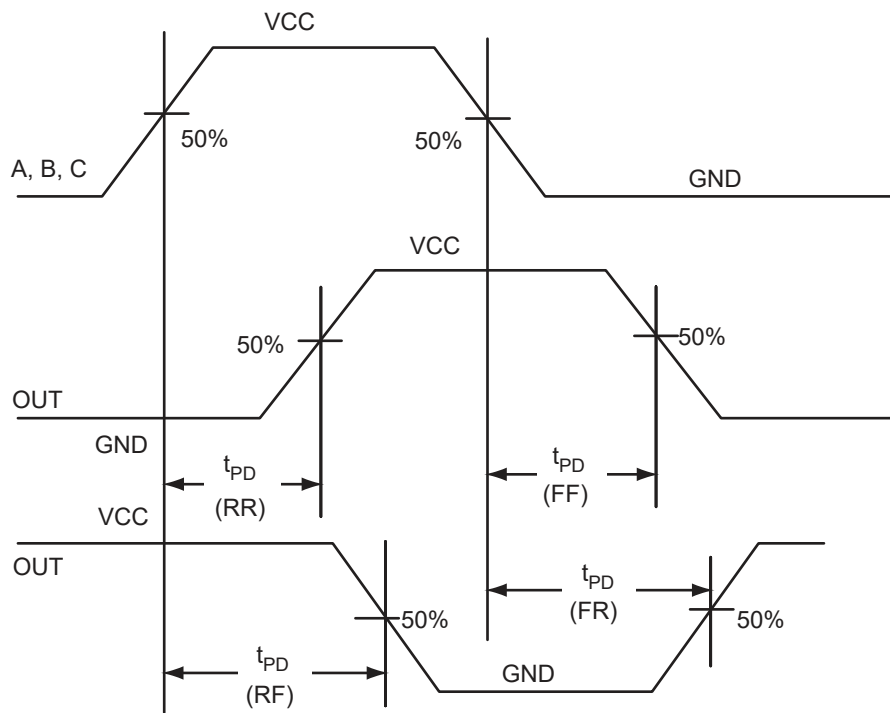 VCC
50%
50%
A, B, C
GND
VCC
50%
50%
OUT
GND
tPD
(RR)
tPD
(FF)
VCC
OUT
tPD
(FR)
50%
50%
tPD
(RF)
GND